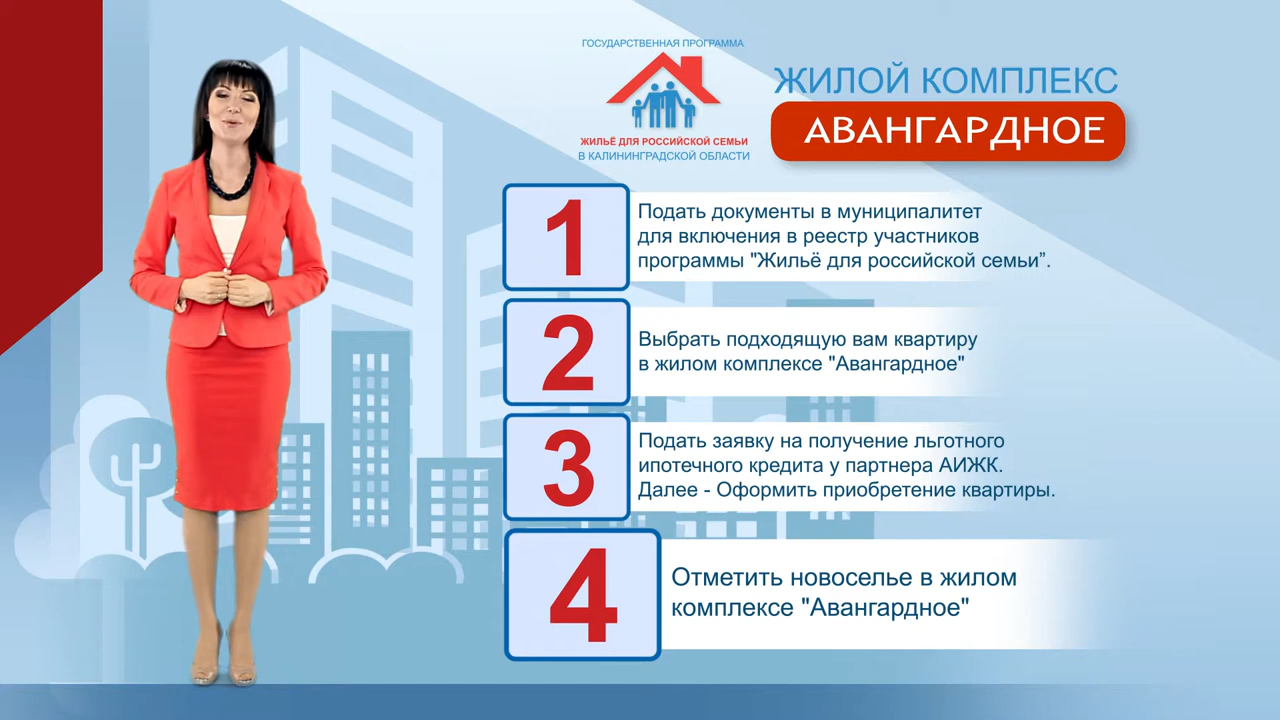 ГОСУДАРСТВЕННАЯ ПРОГРАММА
ЖИЛЬЁ ДЛЯ РОССИЙСКОЙ СЕМЬИ
В КАЛИНИНГРАДСКОЙ ОБЛАСТИ
ЖИЛОЙ КОМПЛЕКС
АВАНГАРДНОЕ
1
Подать документы в муниципалитет
для включения в реестр участников
программы "Жильё для российской семьи”.
2
Выбрать подходящую вам квартиру
в жилом комплексе "Авангардное"
3
Подать заявку на получение льготного
ипотечного кредита у партнера АИЖК.
Далее - Оформить приобретение квартиры.
4
Отметить новоселье в жилом
комплексе "Авангардное"